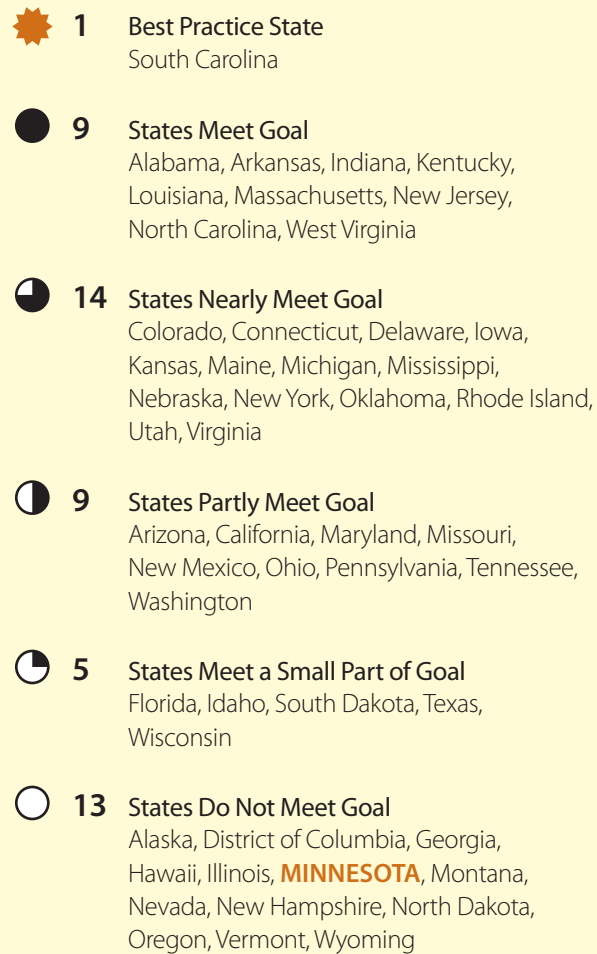 1 Best Practice State
South Carolina
9 States Meet Goal
Alabama, Arkansas, Indiana, Kentucky,
Louisiana, Massachusetts, New Jersey,
North Carolina, West Virginia
14 States Nearly Meet Goal
Colorado, Connecticut, Delaware, Iowa,
Kansas, Maine, Michigan, Mississippi,
Nebraska, New York, Oklahoma, Rhode Island,
Utah, Virginia
9 States Partly Meet Goal
Arizona, California, Maryland, Missouri,
New Mexico, Ohio, Pennsylvania, Tennessee,
Washington
5 States Meet a Small Part of Goal
Florida, Idaho, South Dakota, Texas,
Wisconsin
13 States Do Not Meet Goal
Alaska, District of Columbia, Georgia,
Hawaii, Illinois, MINNESOTA, Montana,
Nevada, New Hampshire, North Dakota,
Oregon, Vermont, Wyoming